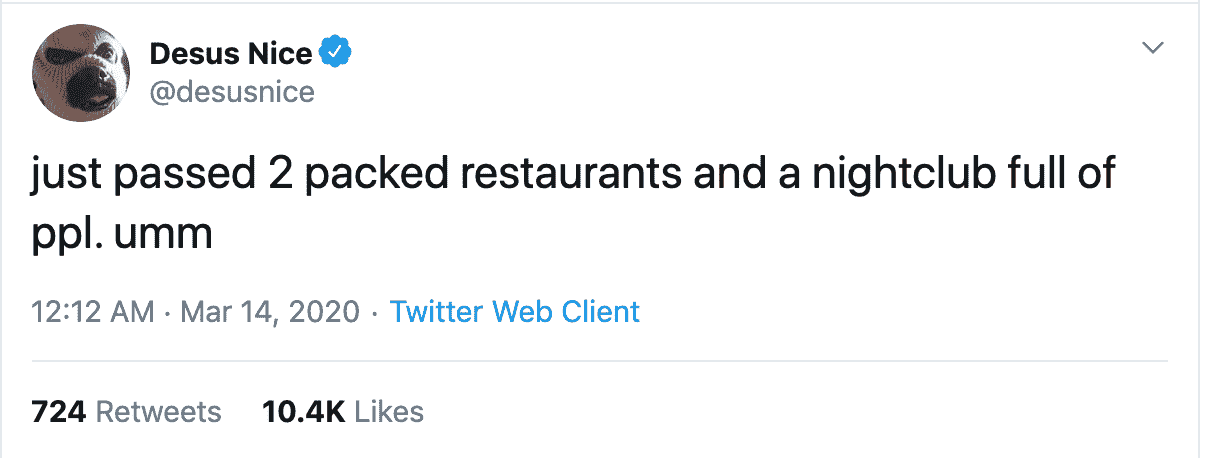 Desus Nice
@desusnice
just passed 2 packed restaurants and a nightclub full of
ppl. umm
12:12 AM · Mar 14, 2020 · Twitter Web Client
724 Retweets 10.4K Likes